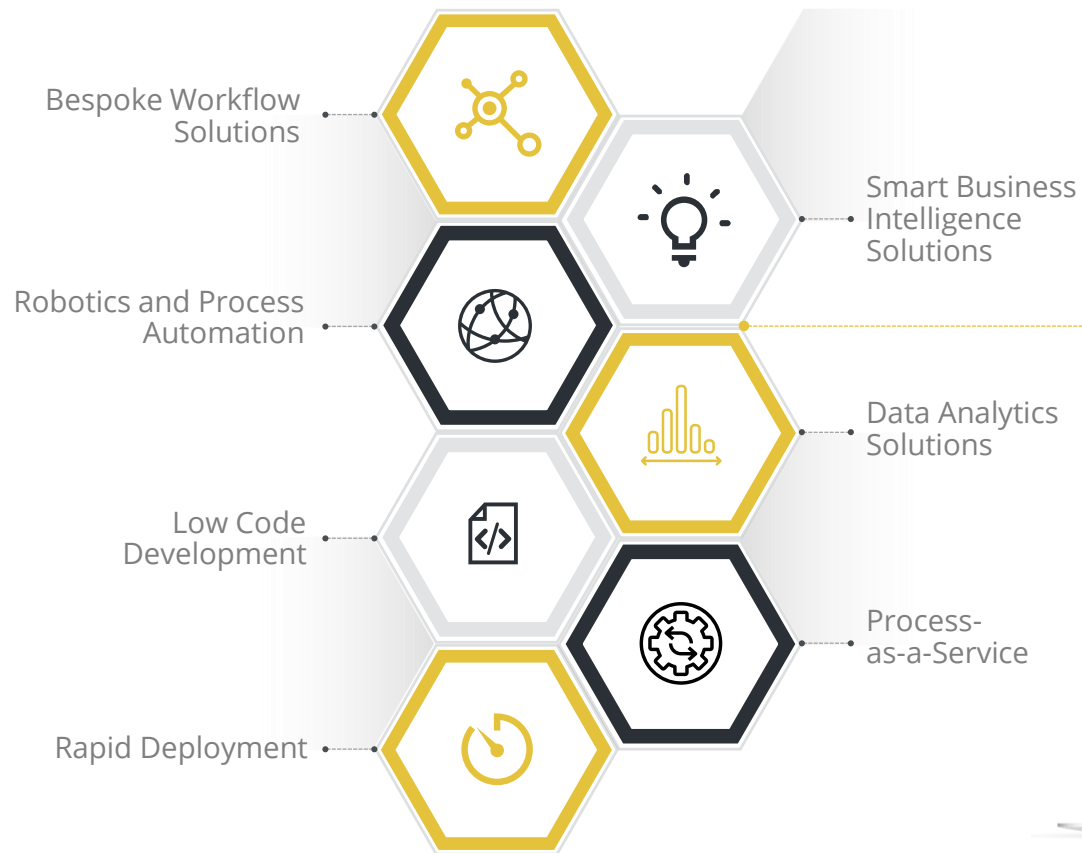 Bespoke Workflow
Solutions
Smart Business
Intelligence
Solutions
Robotics and Process
Automation
Data Analytics
Solutions
Low Code
Development
Process-
as-a-Service
Rapid Deployment